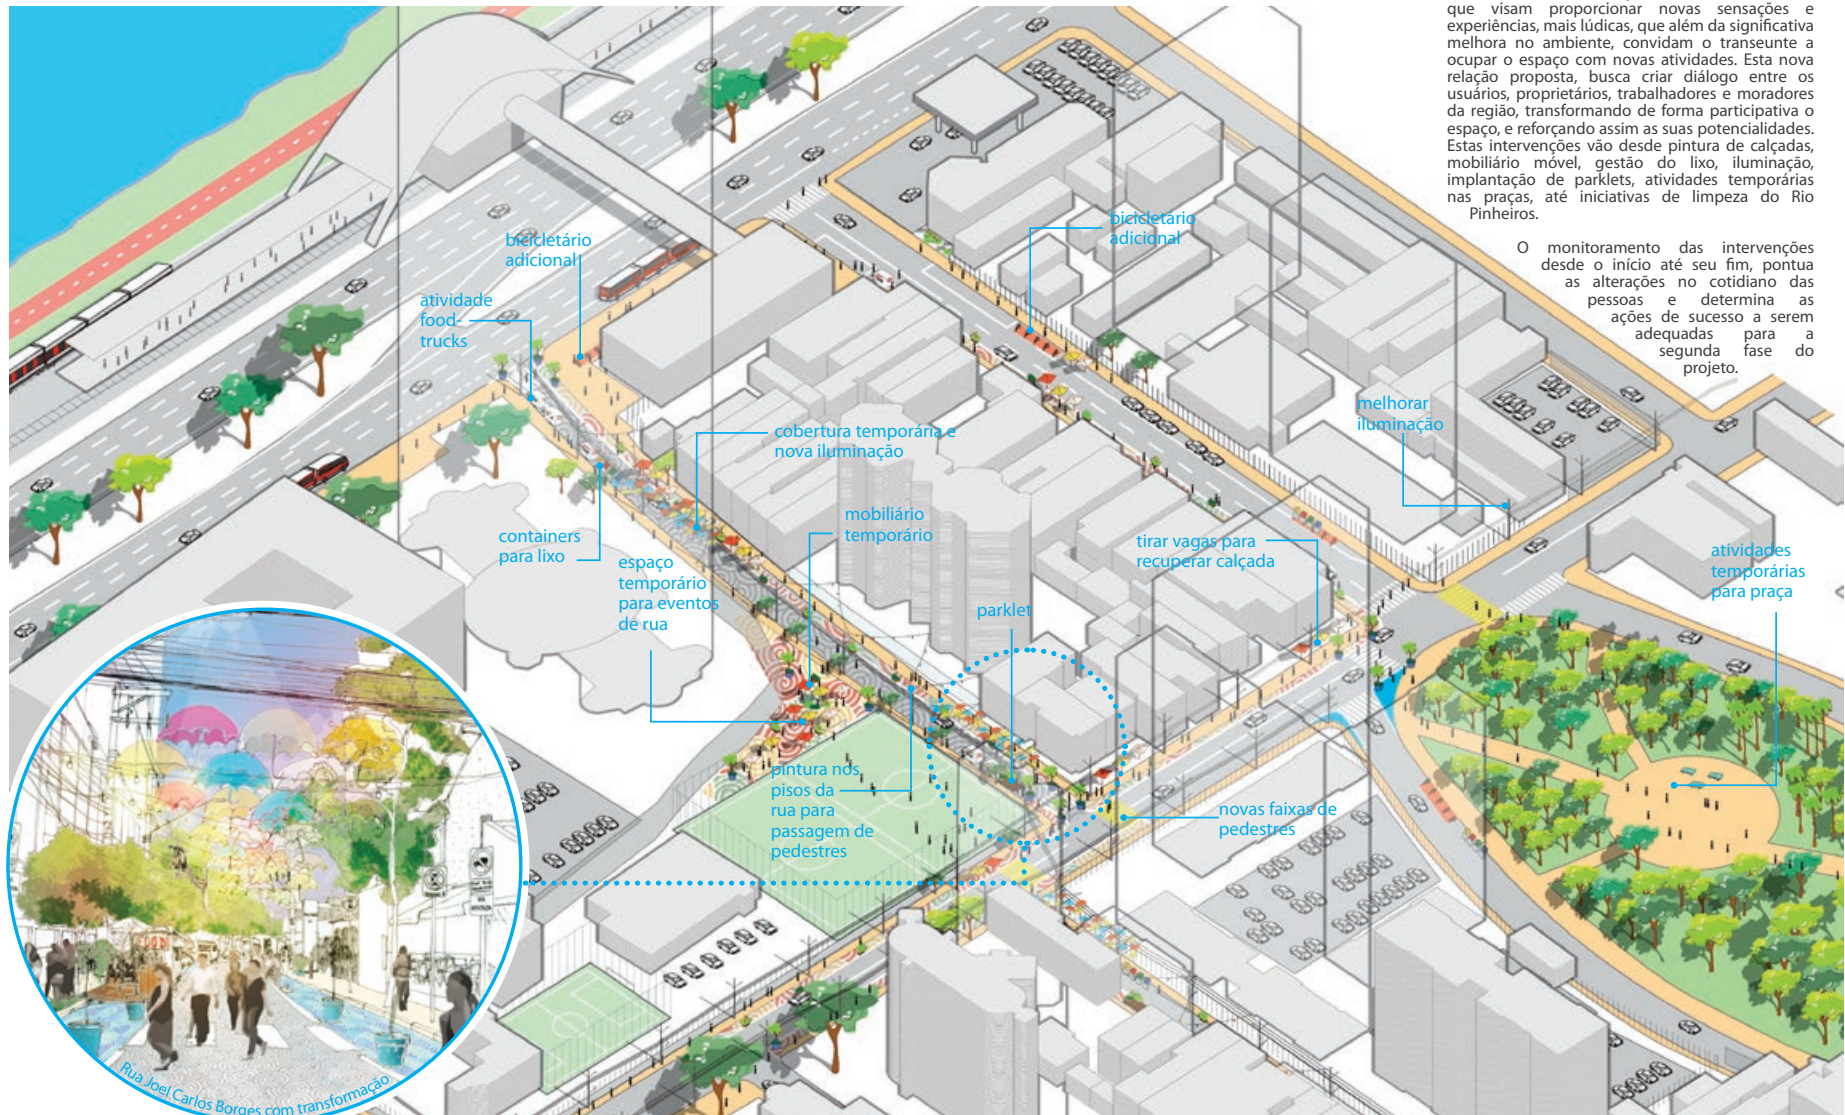 que visam proporcionar novas sensações e
experiências, mais lúdicas, que além da significativa
melhora no ambiente, convidam o transeunte a
ocupar o espaço com novas atividades. Esta nova
relação proposta, busca criar diálogo entre os
usuários, proprietários, trabalhadores e moradores
da região, transformando de forma participativa o
espaço, e reforçando assim as suas potencialidades.
Estas intervenções vão desde pintura de calçadas,
mobiliário móvel, gestão do lixo, iluminação,
implantação de parklets, atividades temporárias
nas praças, até iniciativas de limpeza do Rio
Pinheiros.
O monitoramento das intervenções
desde o início até seu fim, pontua
as alterações no cotidiano das
pessoas e determina as
ações de sucesso a serem
adequadas para a
segunda fase do
projeto.
bicicletário
adicional
bicicletário
adicional
atividade
food-
trucks
cobertura temporária e
nova iluminação
melhorar
iluminação
containers
para lixo
mobiliário
temporário
tirar vagas para
recuperar calçada
atividades
temporárias
para praça
espaço
temporário
para eventos
de rua
parklet
pintura nos
pisos da
rua para
passagem de
pedestres
novas faixas de
pedestres
Rua Joel Carlos Borges com transformação